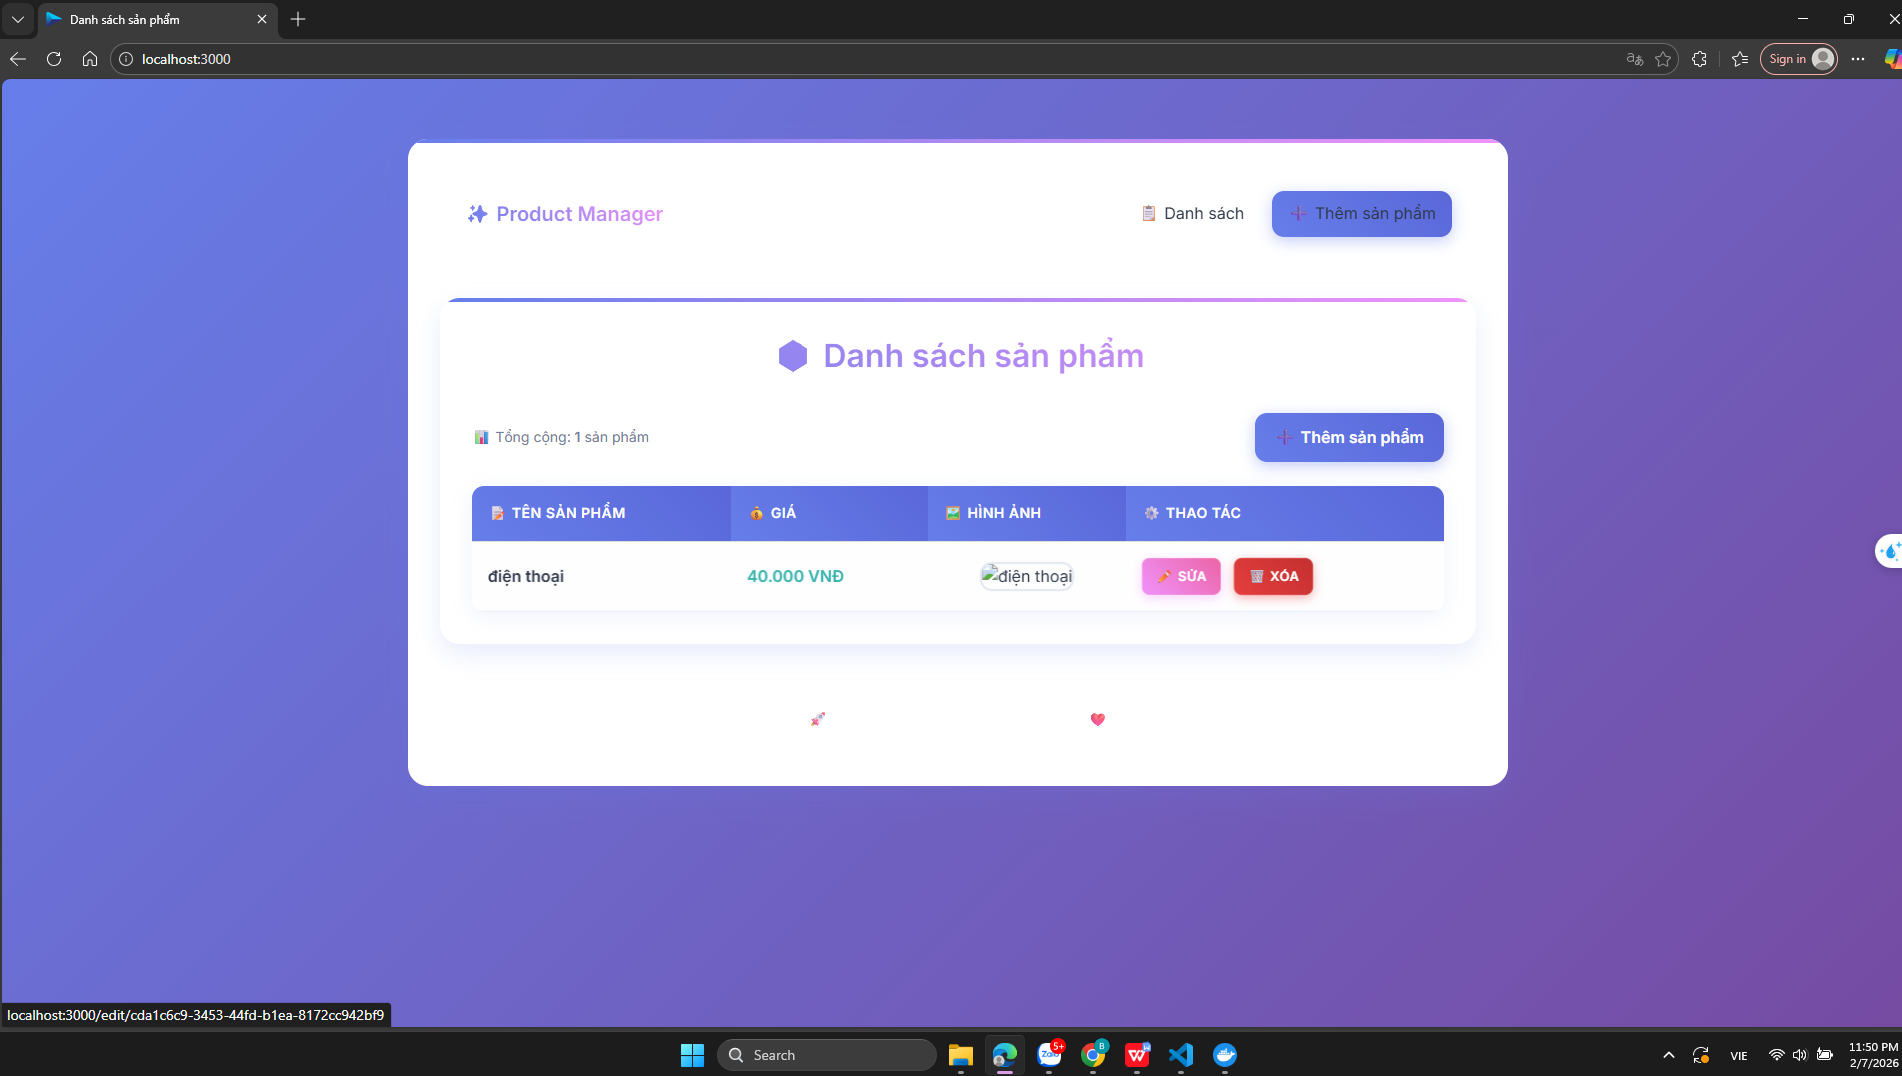 Danh sách sản phẩm
localhost:3000
Sign in
Product Manager
Danh sách
Thêm sản phẩm
Danh sách sản phẩm
Tổng cộng: 1 sản phẩm
Thêm sản phẩm
TÊN SẢN PHẨM
GIÁ
HÌNH ẢNH
THAO TÁC
điện thoại
40.000 VNĐ
điện thoại
SỬA
XÓA
localhost:3000/edit/cda1c6c9-3453-44fd-b1ea-8172cc942bf9
Search
Zalo
5+
B
VIE
11:50 PM
2/7/2026